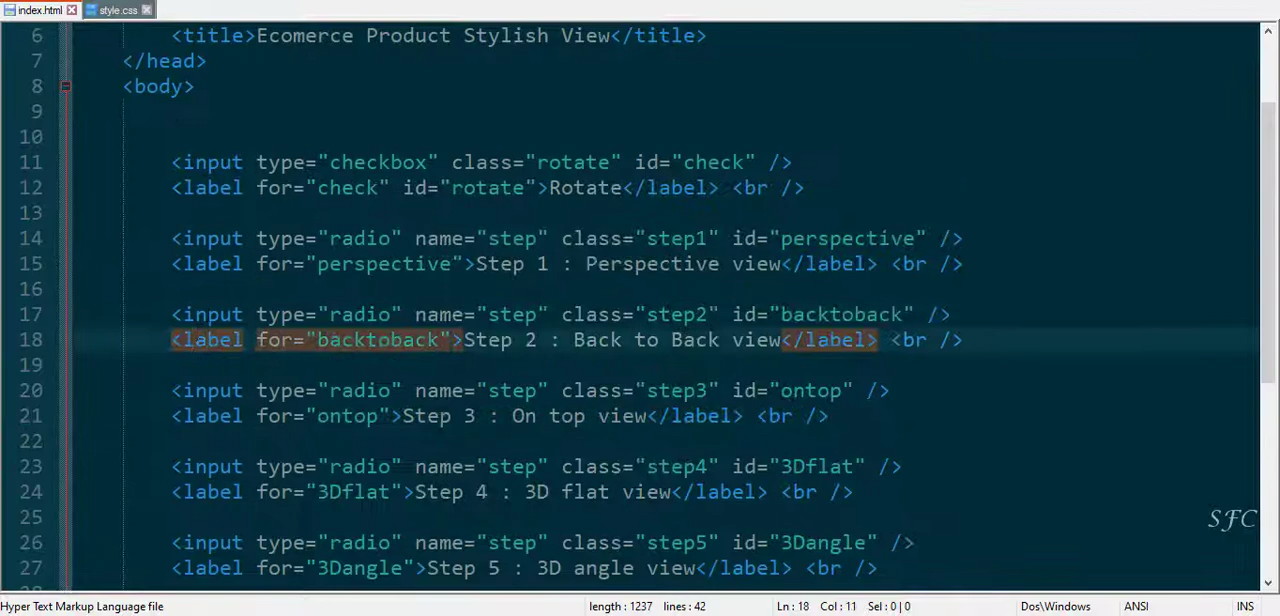 index.html style.css
6 <title>Ecomerce Product Stylish View</title>
7 </head>
8 <body>
9
10
11 <input type="checkbox" class="rotate" id="check" />
12 <label for="check" id="rotate">Rotate</label> <br />
13
14 <input type="radio" name="step" class="step1" id="perspective" />
15 <label for="perspective">Step 1 : Perspective view</label> <br />
16
17 <input type="radio" name="step" class="step2" id="backtoback" />
18 <label for="backtoback">Step 2 : Back to Back view</label> <br />
19
20 <input type="radio" name="step" class="step3" id="ontop" />
21 <label for="ontop">Step 3 : On top view</label> <br />
22
23 <input type="radio" name="step" class="step4" id="3Dflat" />
24 <label for="3Dflat">Step 4 : 3D flat view</label> <br />
25
SFC
26 <input type="radio" name="step" class="step5" id="3Dangle" />
27 <label for="3Dangle">Step 5 : 3D angle view</label> <br />
Hyper Text Markup Language file length : 1237 lines : 42 Ln : 18 Col : 11 Sel : 0 | 0 Dos\Windows ANSI INS